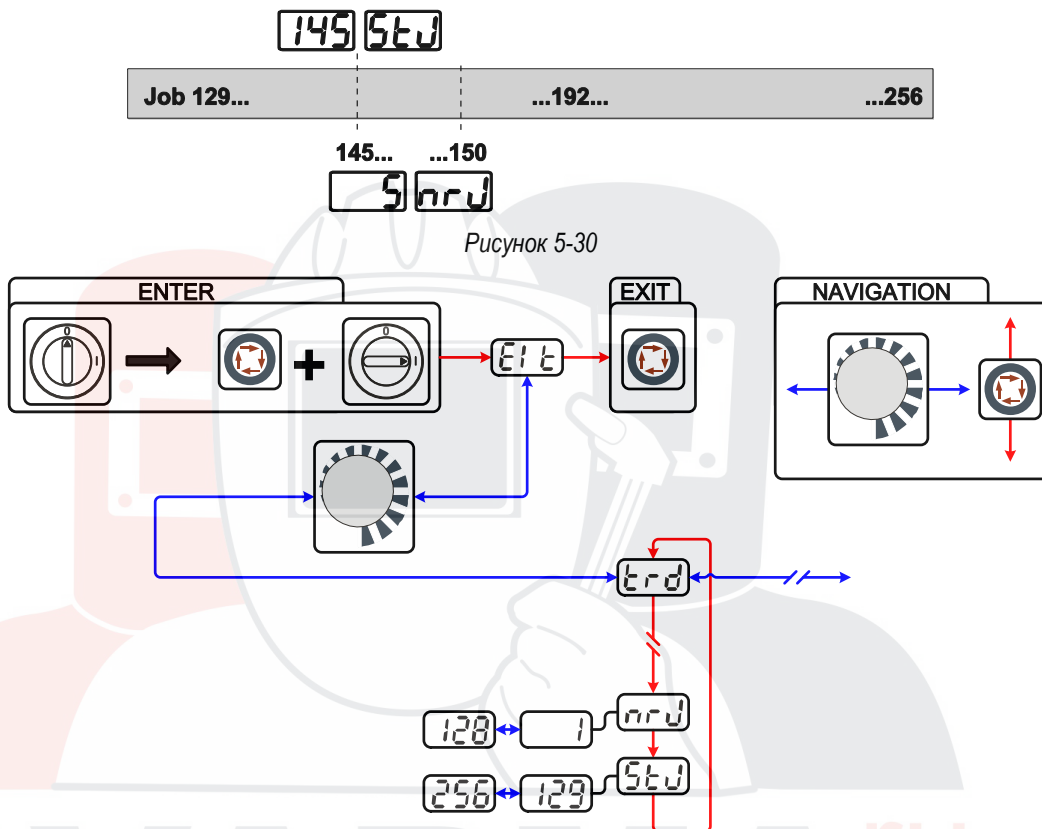 145 StJ
Job 129... ...192... ...256
145... ...150
5 nrJ
Рисунок 5-30
ENTER EXIT NAVIGATION
0 I 0 I EIt
trd
128 1 nrJ
256 129 StJ